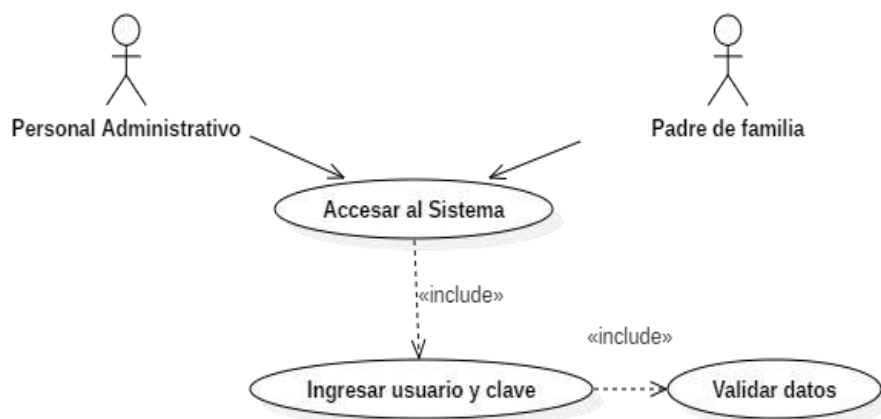 Personal Administrativo
Padre de familia
Accesar al Sistema
«include»
«include»
Ingresar usuario y clave
Validar datos